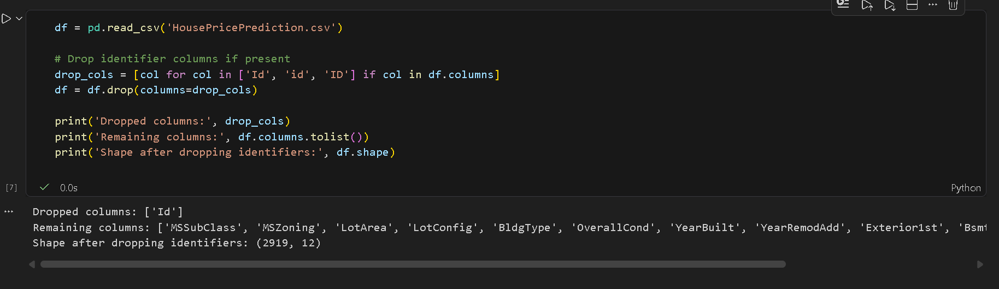 df = pd.read_csv('HousePricePrediction.csv')
# Drop identifier columns if present
drop_cols = [col for col in ['Id', 'id', 'ID'] if col in df.columns]
df = df.drop(columns=drop_cols)
print('Dropped columns:', drop_cols)
print('Remaining columns:', df.columns.tolist())
print('Shape after dropping identifiers:', df.shape)
[7] 0.0s Python
Dropped columns: ['Id']
Remaining columns: ['MSSubClass', 'MSZoning', 'LotArea', 'LotConfig', 'BldgType', 'OverallCond', 'YearBuilt', 'YearRemodAdd', 'Exterior1st',
Shape after dropping identifiers: (2919, 12)